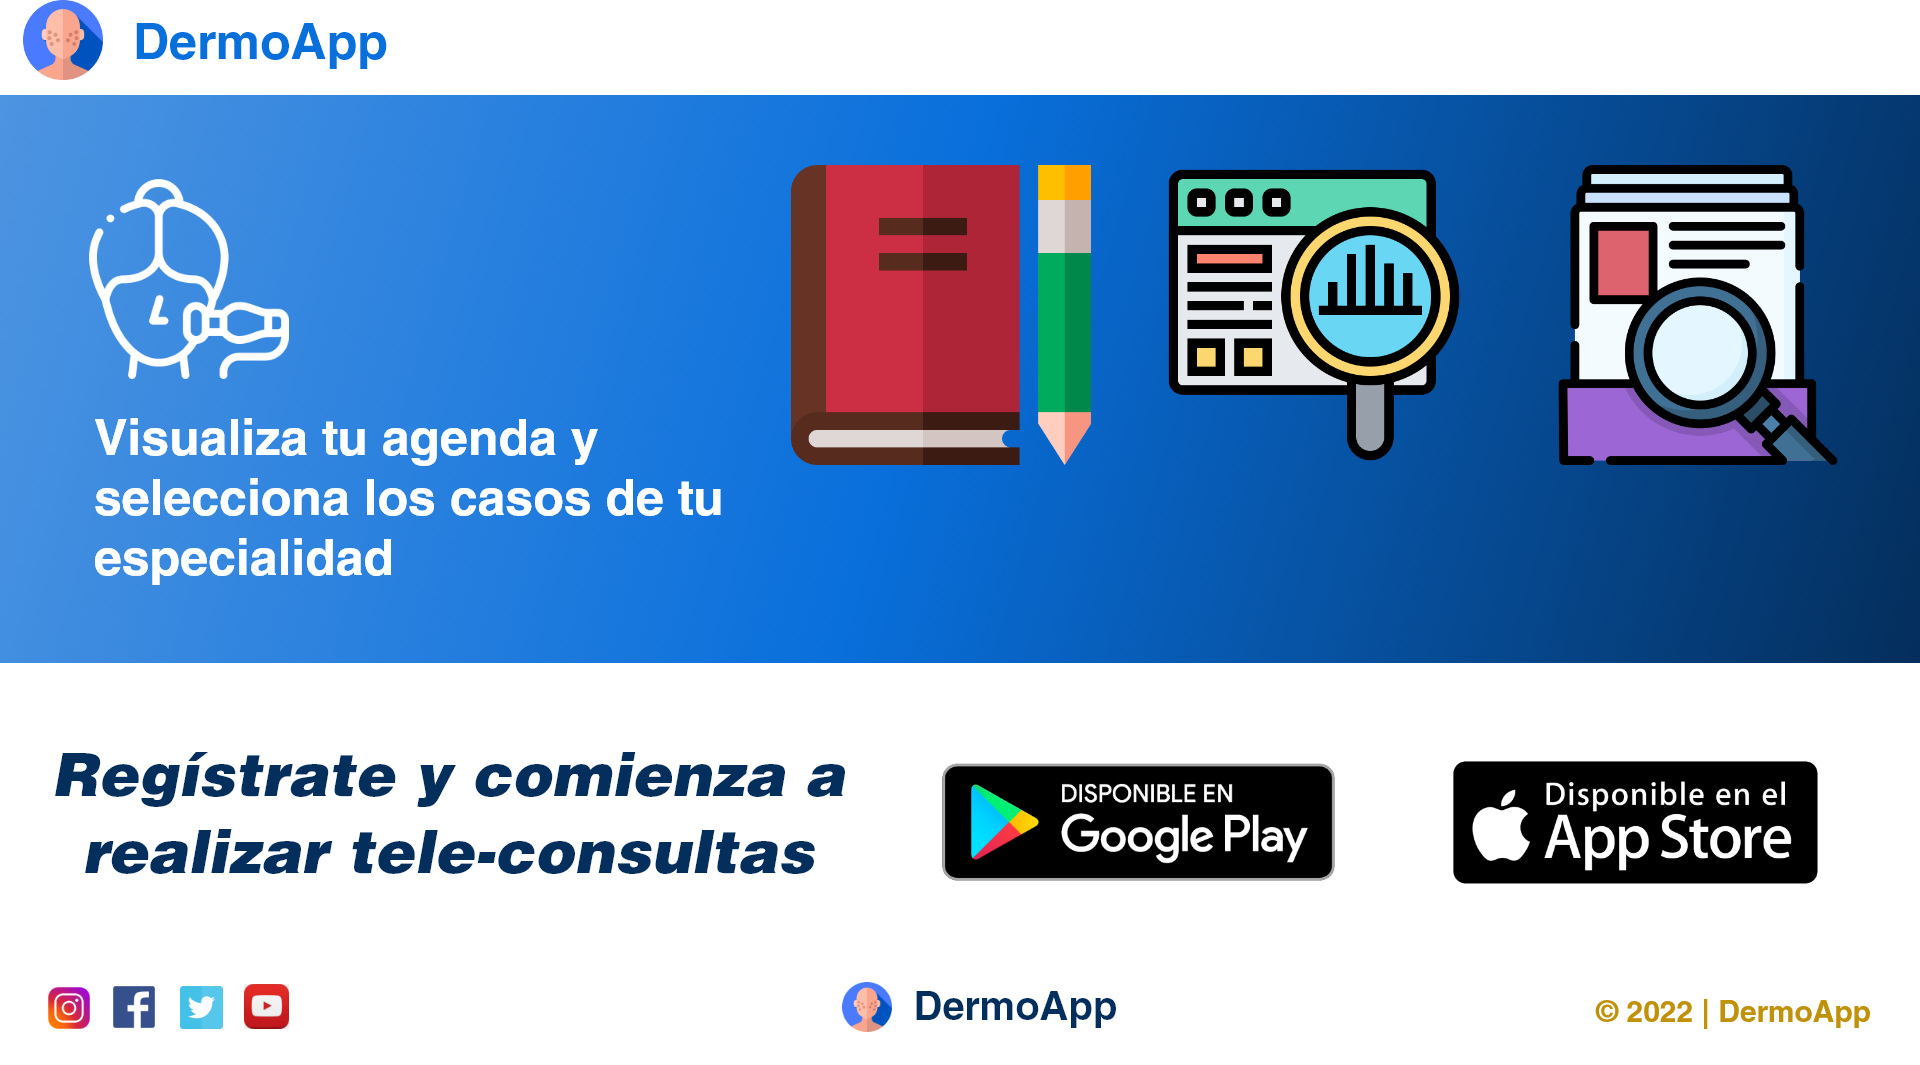 DermoApp
Visualiza tu agenda y
selecciona los casos de tu
especialidad
Regístrate y comienza a
realizar tele-consultas
DISPONIBLE EN
Google Play
Disponible en el
App Store
DermoApp
© 2022 | DermoApp